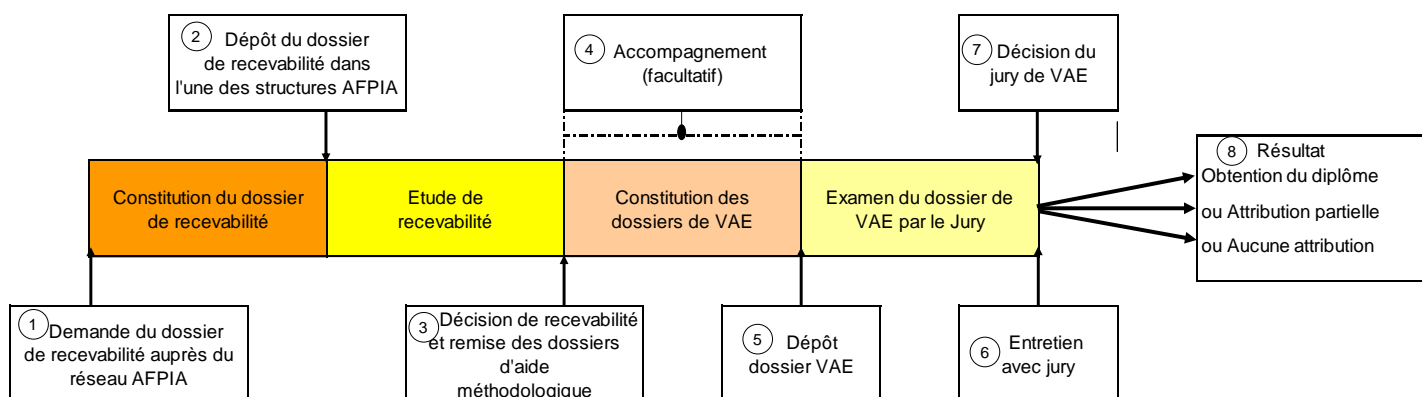 2 Dépôt du dossier
de recevabilité dans
l'une des structures AFPIA
4 Accompagnement
(facultatif)
7 Décision du
jury de VAE
Constitution du dossier
de recevabilité
Etude de
recevabilité
Constitution des
dossiers de VAE
Examen du dossier de
VAE par le Jury
8 Résultat
Obtention du diplôme
ou Attribution partielle
ou Aucune attribution
1 Demande du dossier
de recevabilité auprès du
réseau AFPIA
3 Décision de recevabilité
et remise des dossiers
d'aide
méthodologique
5 Dépôt
dossier VAE
6 Entretien
avec jury